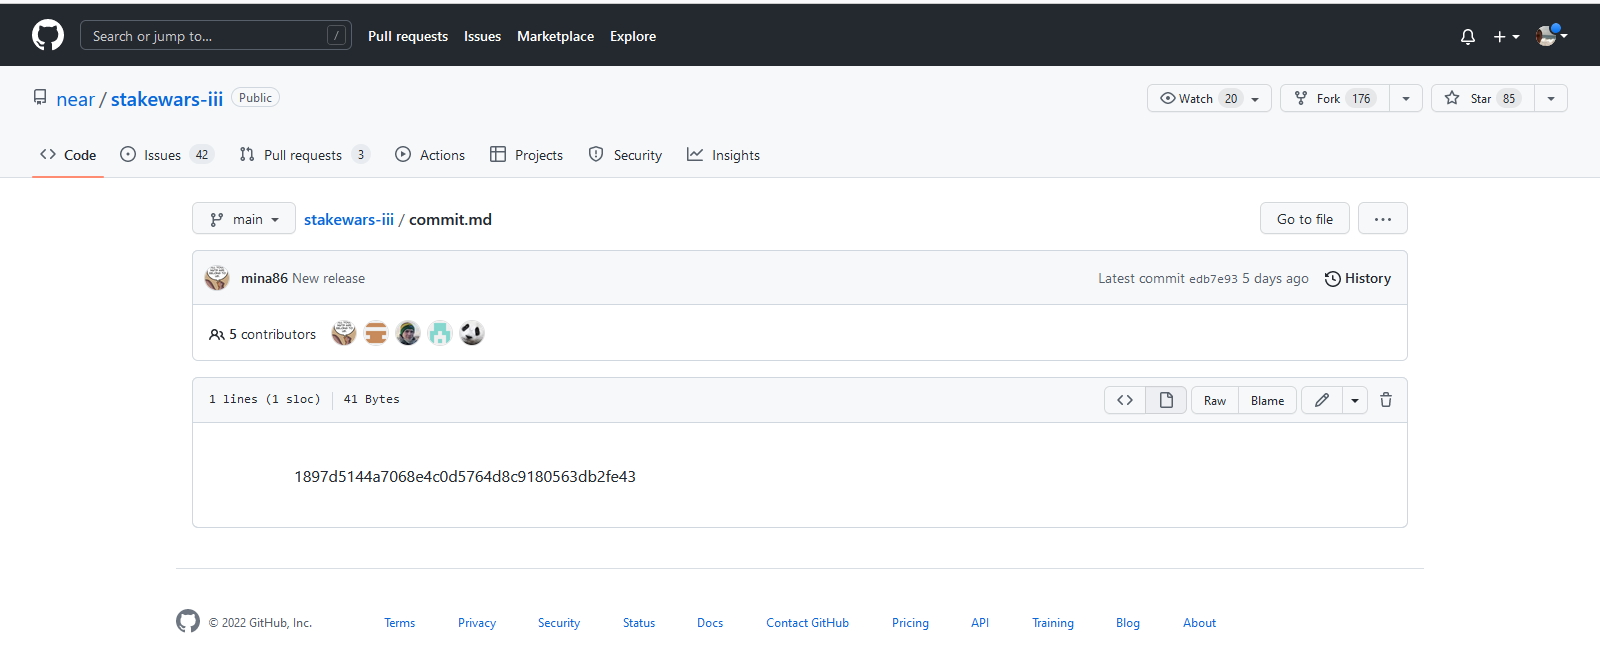 Search or jump to... /
Pull requests Issues Marketplace Explore
near / stakewars-iii Public
Watch 20 Fork 176 Star 85
Code Issues 42 Pull requests 3 Actions Projects Security Insights
main stakewars-iii / commit.md Go to file ...
mina86 New release Latest commit edb7e93 5 days ago History
5 contributors
1 lines (1 sloc) 41 Bytes Raw Blame
1897d5144a7068e4c0d5764d8c9180563db2fe43
© 2022 GitHub, Inc. Terms Privacy Security Status Docs Contact GitHub Pricing API Training Blog About